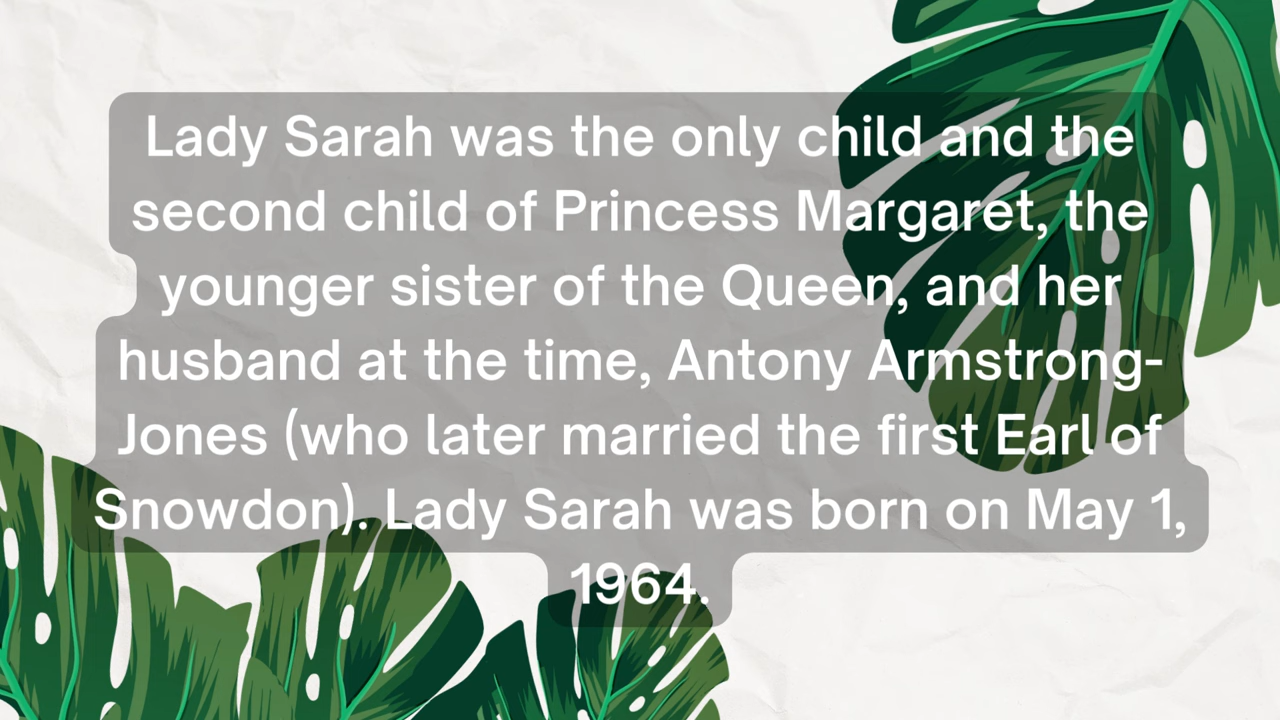 Lady Sarah was the only child and the
second child of Princess Margaret, the
younger sister of the Queen, and her
husband at the time, Antony Armstrong-
Jones (who later married the first Earl of
Snowdon). Lady Sarah was born on May 1,
1964.